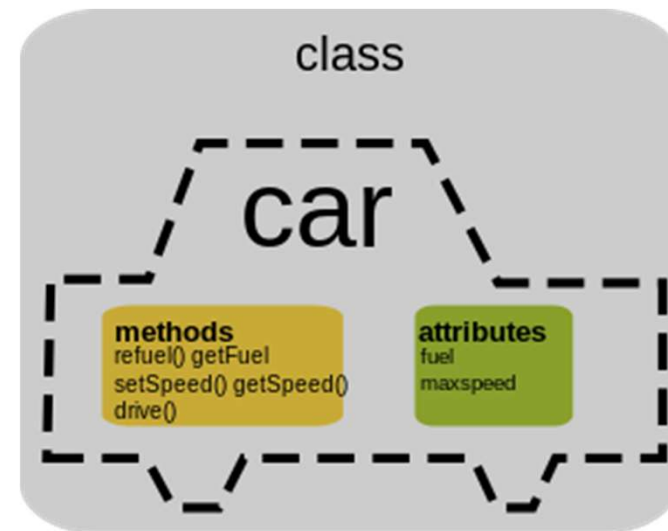 class
car
methods
refuel() getFuel
setSpeed() getSpeed()
drive()
attributes
fuel
maxspeed